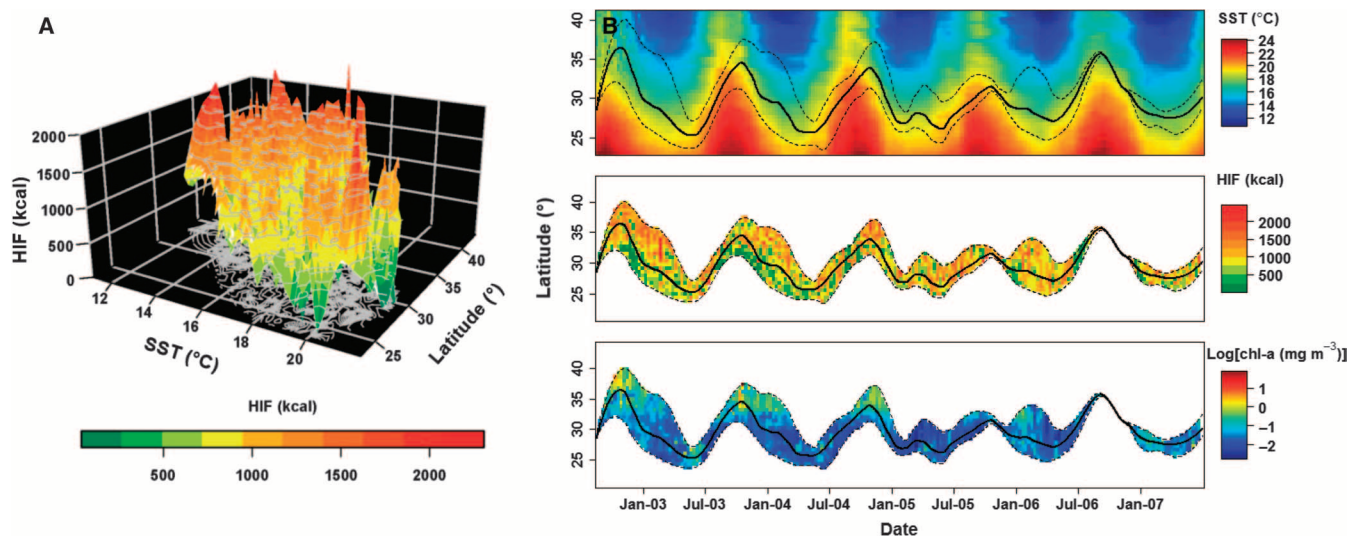 A
HIF (kcal)
2000
1500
1000
500
0
12
14
16
18
20
SST (°C)
25
30
35
40
Latitude (°)
HIF (kcal)
500
1000
1500
2000
B
40
35
30
25
SST (°C)
24
22
20
18
16
14
12
40
35
30
25
HIF (kcal)
2000
1500
1000
500
Latitude (°)
40
35
30
25
Log[chl-a (mg m⁻³)]
1
0
−1
−2
Jan-03
Jul-03
Jan-04
Jul-04
Jan-05
Jul-05
Jan-06
Jul-06
Jan-07
Date